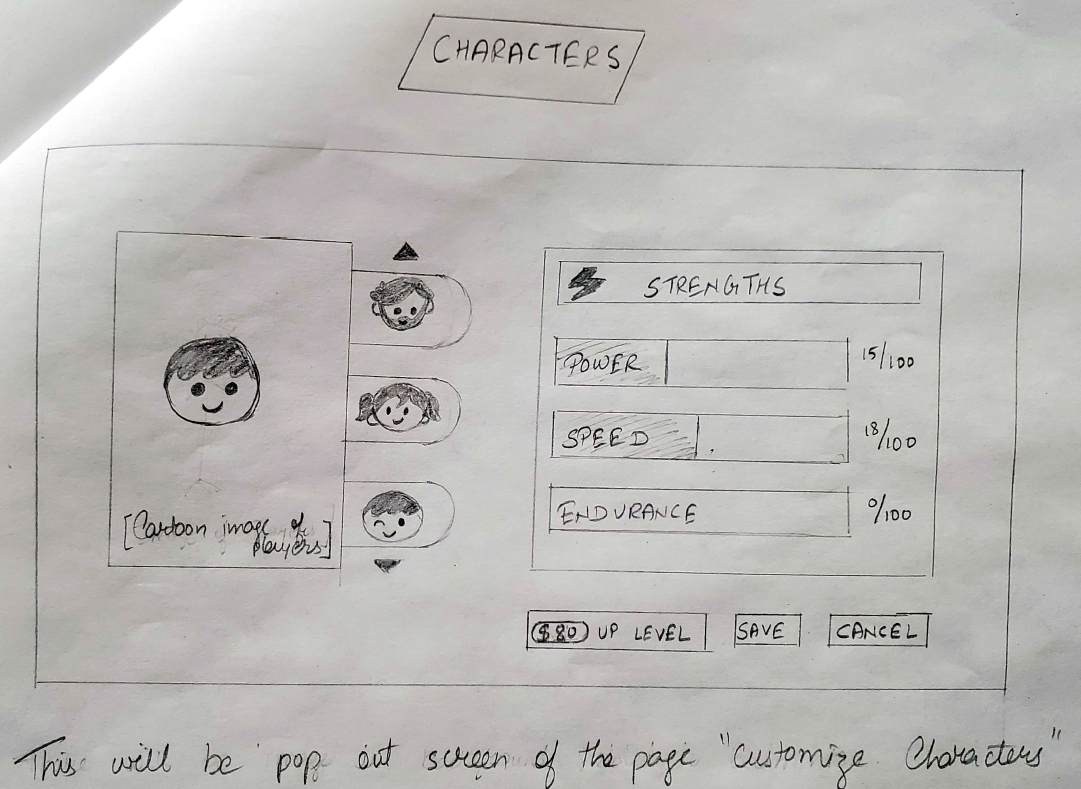 CHARACTERS
[Cartoon image of
players]
STRENGTHS
POWER 15/100
SPEED 18/100
ENDURANCE 0/100
$80 UP LEVEL SAVE CANCEL
This will be pop out screen of the page "Customize Characters"